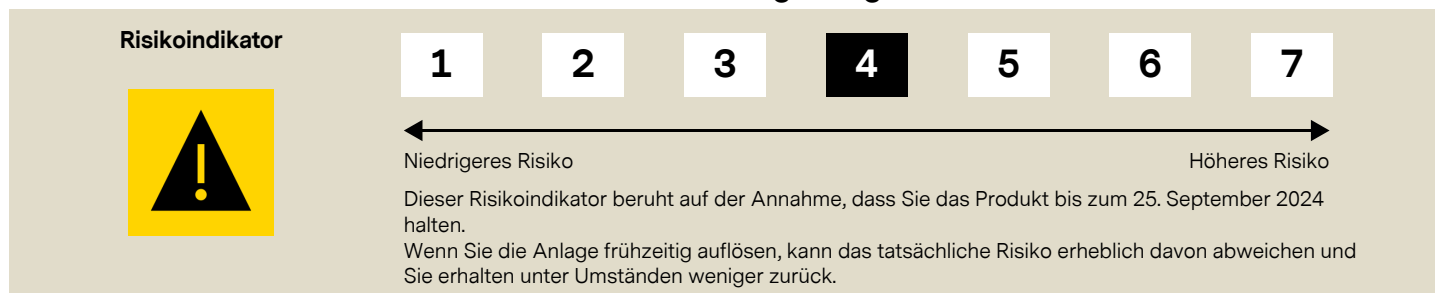 Risikoindikator
1 2 3 4 5 6 7
Niedrigeres Risiko Höheres Risiko
Dieser Risikoindikator beruht auf der Annahme, dass Sie das Produkt bis zum 25. September 2024
halten.
Wenn Sie die Anlage frühzeitig auflösen, kann das tatsächliche Risiko erheblich davon abweichen und
Sie erhalten unter Umständen weniger zurück.